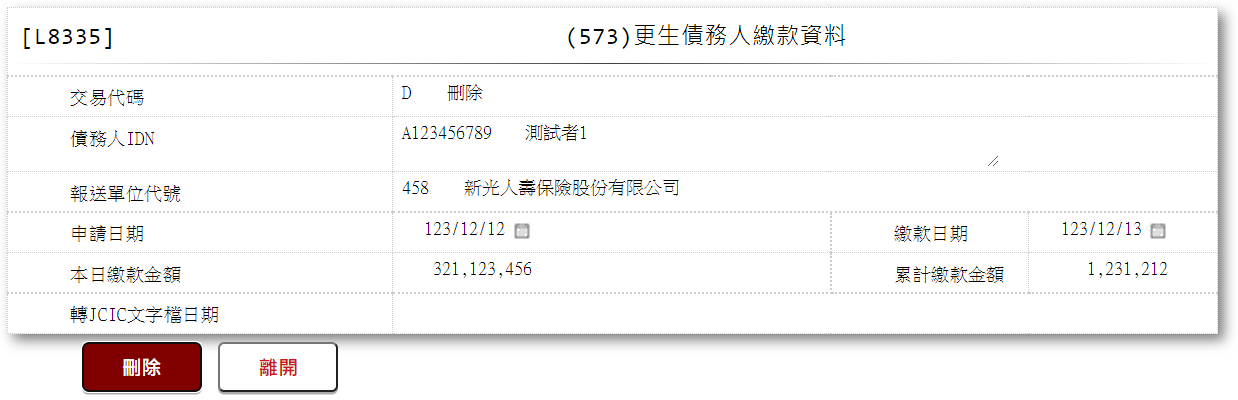 [L8335] (573)更生債務人繳款資料
交易代碼 D 刪除
債務人IDN A123456789 測試者1
報送單位代號 458 新光人壽保險股份有限公司
申請日期 123/12/12 繳款日期 123/12/13
本日繳款金額 321,123,456 累計繳款金額 1,231,212
轉JCIC文字檔日期
刪除 離開